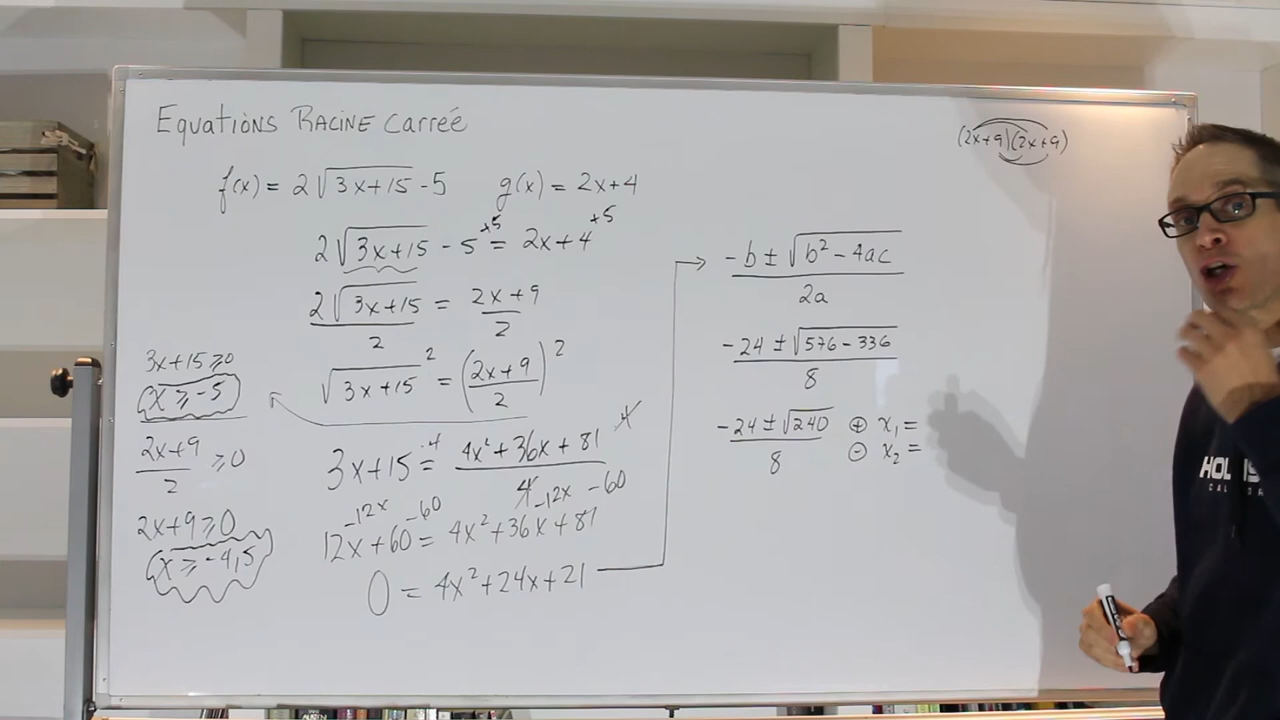 Equations RACINE Carrée
(2x+9)(2x+9)
f(x) = 2√(3x+15) - 5   g(x) = 2x+4
2√(3x+15) - 5 +5 = 2x+4 +5
2√(3x+15) / 2 = 2x+9 / 2
√(3x+15) ² = (2x+9 / 2)²
3x+15 ·4 = 4x²+36x+81 / 4 ·4
12x+60 -12x -60 = 4x²+36x+81 -12x -60
0 = 4x²+24x+21
3x+15 ≥ 0
x ≥ -5
2x+9 / 2 ≥ 0
2x+9 ≥ 0
x ≥ -4,5
-b ± √(b² - 4ac) / 2a
-24 ± √(576 - 336) / 8
-24 ± √240 / 8   ⊕ x₁ =
⊖ x₂ =